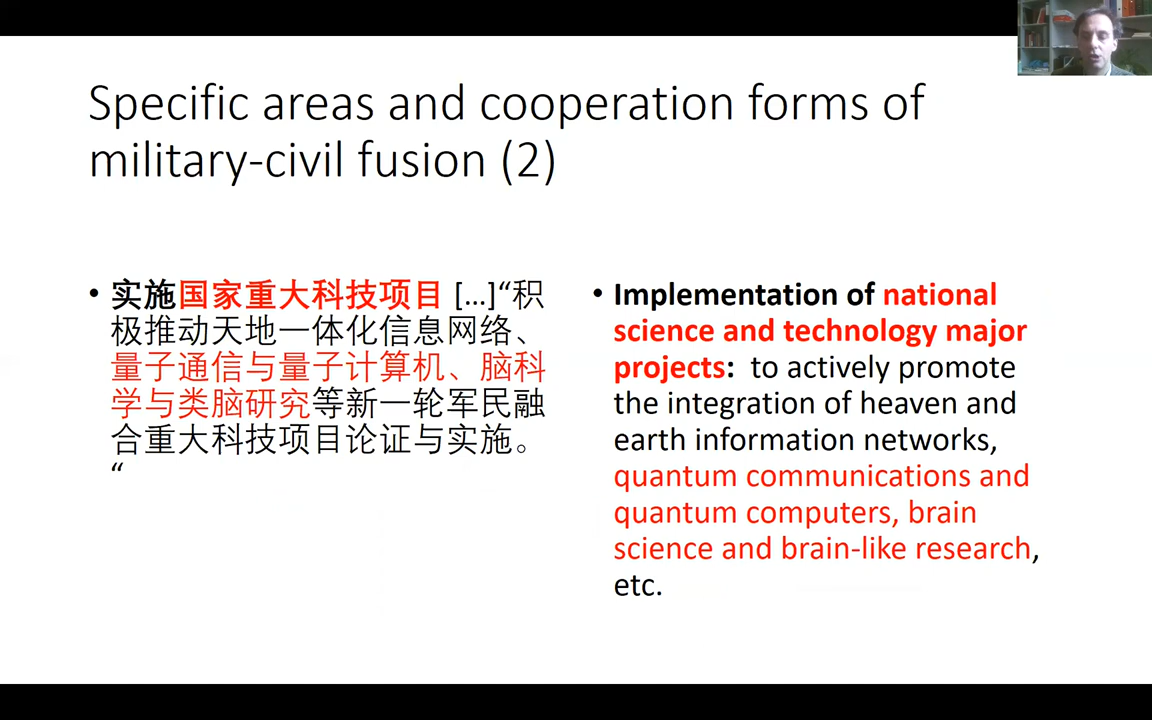 Specific areas and cooperation forms of
military-civil fusion (2)
• 实施国家重大科技项目 [...]“积
极推动天地一体化信息网络、
量子通信与量子计算机、脑科
学与类脑研究等新一轮军民融
合重大科技项目论证与实施。
“
• Implementation of national
science and technology major
projects: to actively promote
the integration of heaven and
earth information networks,
quantum communications and
quantum computers, brain
science and brain-like research,
etc.